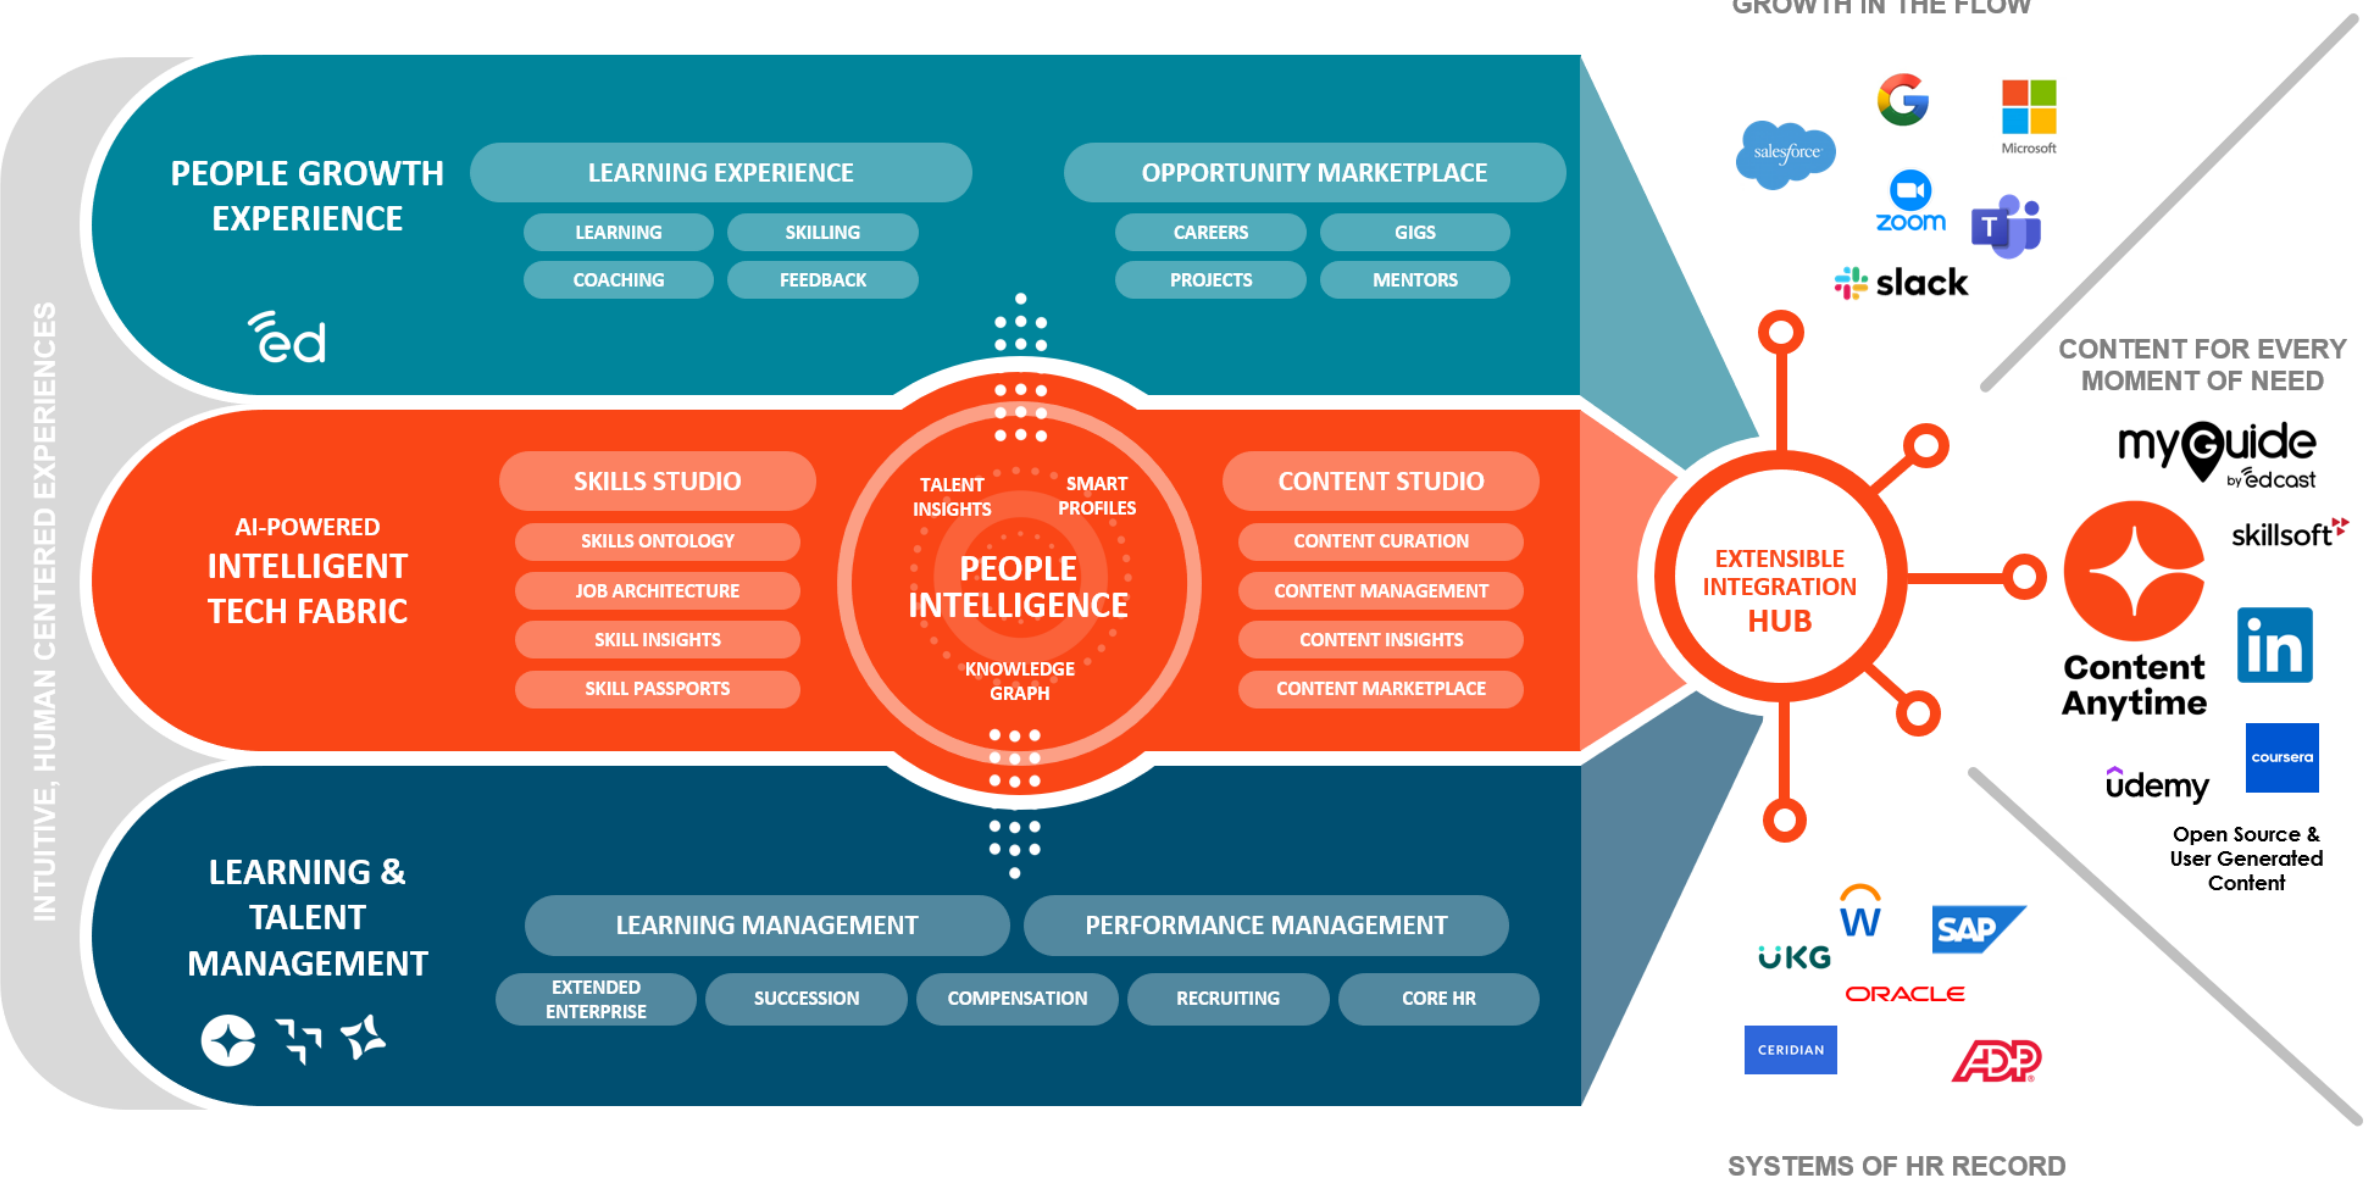 GROWTH IN THE FLOW
INTUITIVE, HUMAN CENTERED EXPERIENCES
PEOPLE GROWTH
EXPERIENCE
ed
LEARNING EXPERIENCE
LEARNING
SKILLING
COACHING
FEEDBACK
OPPORTUNITY MARKETPLACE
CAREERS
GIGS
PROJECTS
MENTORS
AI-POWERED
INTELLIGENT
TECH FABRIC
SKILLS STUDIO
SKILLS ONTOLOGY
JOB ARCHITECTURE
SKILL INSIGHTS
SKILL PASSPORTS
TALENT
INSIGHTS
SMART
PROFILES
PEOPLE
INTELLIGENCE
KNOWLEDGE
GRAPH
CONTENT STUDIO
CONTENT CURATION
CONTENT MANAGEMENT
CONTENT INSIGHTS
CONTENT MARKETPLACE
LEARNING &
TALENT
MANAGEMENT
LEARNING MANAGEMENT
PERFORMANCE MANAGEMENT
EXTENDED
ENTERPRISE
SUCCESSION
COMPENSATION
RECRUITING
CORE HR
EXTENSIBLE
INTEGRATION
HUB
G
Microsoft
salesforce
zoom
T
slack
CONTENT FOR EVERY
MOMENT OF NEED
myGuide
by edcast
skillsoft
Content
Anytime
in
coursera
udemy
Open Source &
User Generated
Content
W
UKG
SAP
ORACLE
CERIDIAN
ADP
SYSTEMS OF HR RECORD